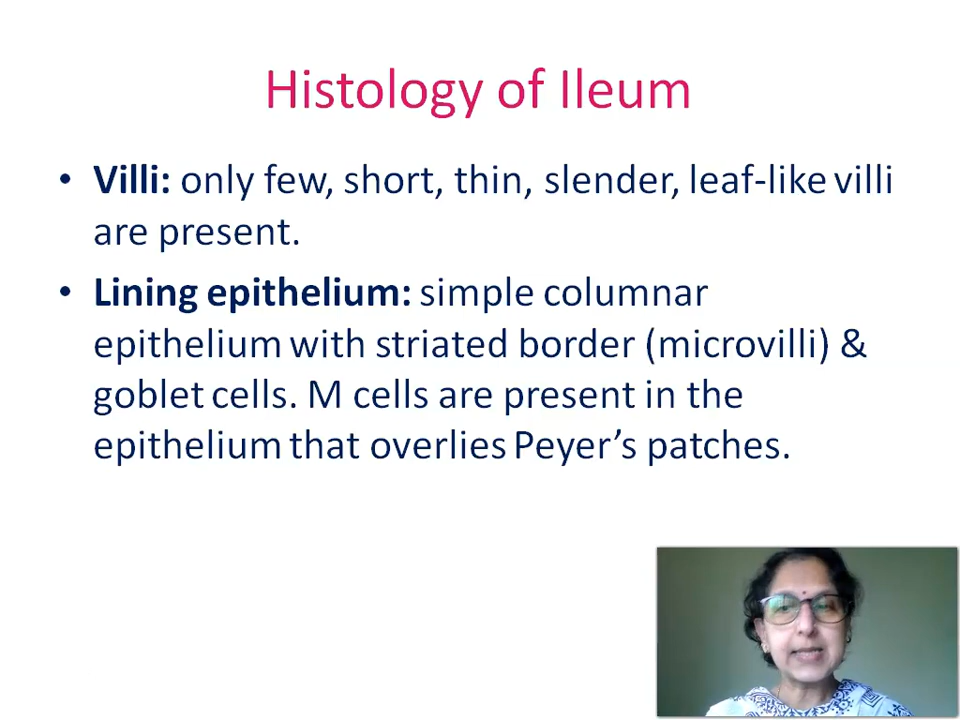 Histology of Ileum
• Villi: only few, short, thin, slender, leaf-like villi
are present.
• Lining epithelium: simple columnar
epithelium with striated border (microvilli) &
goblet cells. M cells are present in the
epithelium that overlies Peyer’s patches.